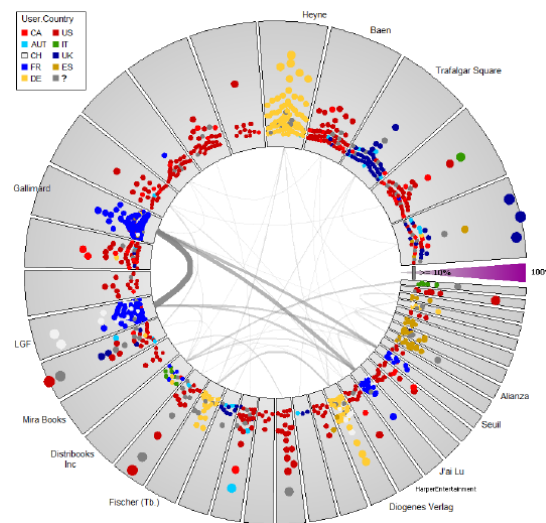 User.Country
CA
US
AUT
IT
CH
UK
FR
ES
DE
?
Heyne
Baen
Trafalgar Square
Gallimard
>= 10%
100%
LGF
Mira Books
Distribooks
Inc
Fischer (Tb.)
Diogenes Verlag
HarperEntertainment
J'ai Lu
Seuil
Alianza